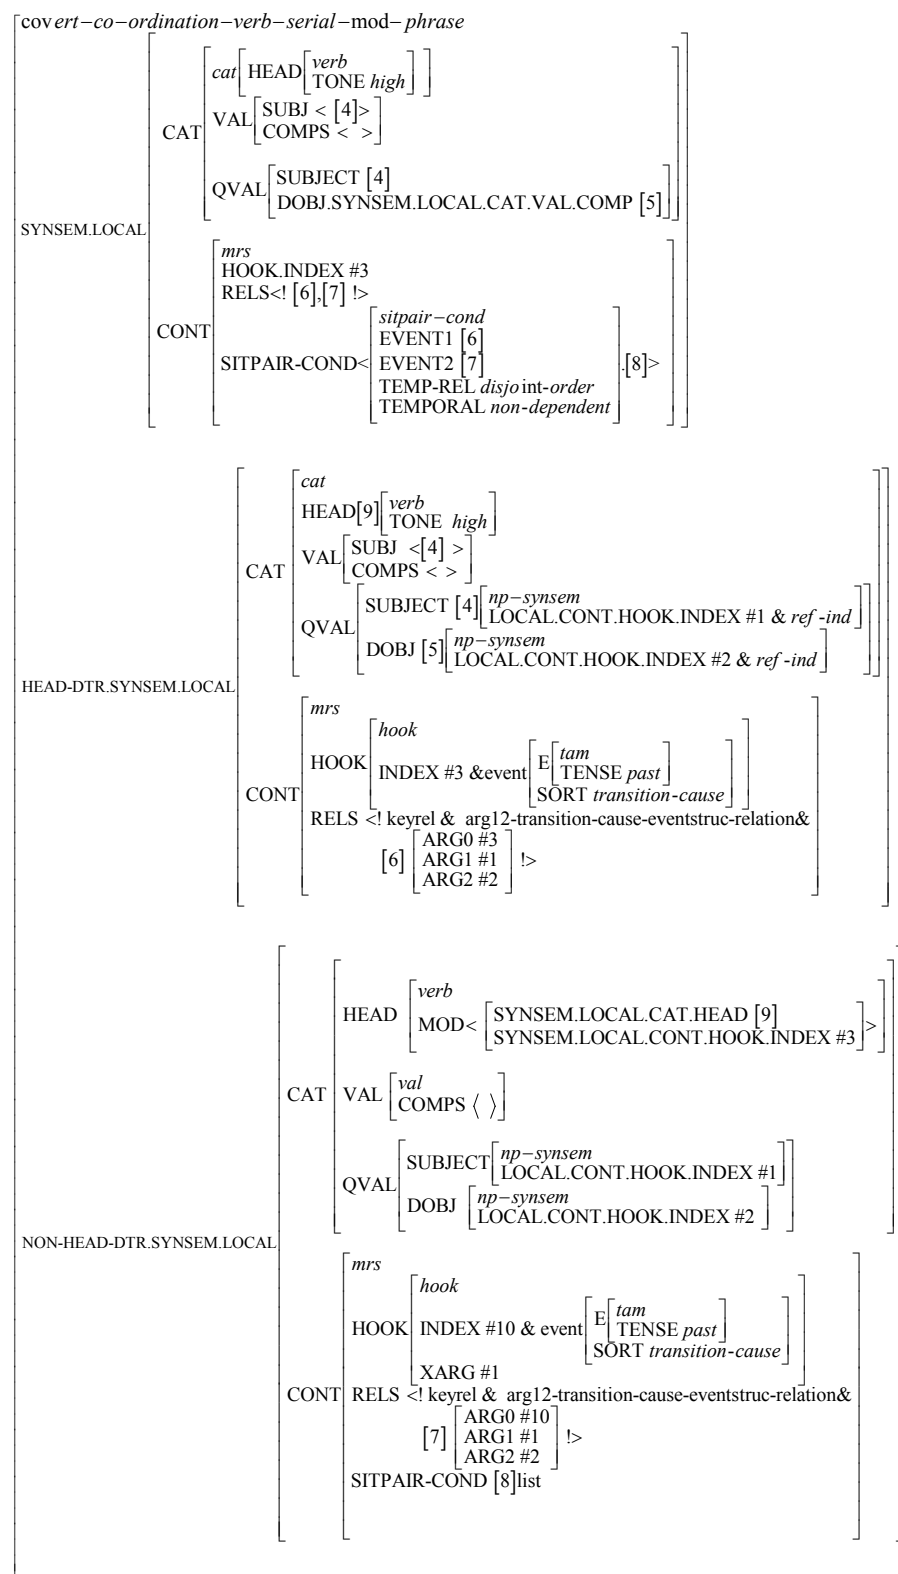 covert−co−ordination−verb−serial−mod−phrase
cat[HEAD[verb
TONE high]]
CAT
VAL[SUBJ < [4]>
COMPS < >]
QVAL[SUBJECT [4]
DOBJ.SYNSEM.LOCAL.CAT.VAL.COMP [5]]
SYNSEM.LOCAL
mrs
HOOK.INDEX #3
RELS<! [6],[7] !>
CONT
sitpair−cond
EVENT1 [6]
SITPAIR-COND< EVENT2 [7] .[8]>
TEMP-REL disjoint-order
TEMPORAL non-dependent
cat
HEAD[9][verb
TONE high]
CAT VAL[SUBJ <[4] >
COMPS < >]
QVAL
SUBJECT [4][np−synsem
LOCAL.CONT.HOOK.INDEX #1 & ref -ind]
DOBJ [5][np−synsem
LOCAL.CONT.HOOK.INDEX #2 & ref -ind]
HEAD-DTR.SYNSEM.LOCAL
mrs
hook
HOOK
INDEX #3 &event[E[tam
TENSE past]
SORT transition-cause]
CONT
RELS <! keyrel & arg12-transition-cause-eventstruc-relation&
ARG0 #3
[6] ARG1 #1 !>
ARG2 #2
HEAD [verb
MOD< [SYNSEM.LOCAL.CAT.HEAD [9]
SYNSEM.LOCAL.CONT.HOOK.INDEX #3]>]
CAT VAL [val
COMPS ⟨ ⟩]
QVAL
SUBJECT[np−synsem
LOCAL.CONT.HOOK.INDEX #1]
DOBJ [np−synsem
LOCAL.CONT.HOOK.INDEX #2]
NON-HEAD-DTR.SYNSEM.LOCAL
mrs
hook
HOOK INDEX #10 & event[E[tam
TENSE past]
SORT transition-cause]
XARG #1
CONT RELS <! keyrel & arg12-transition-cause-eventstruc-relation&
ARG0 #10
[7] ARG1 #1 !>
ARG2 #2
SITPAIR-COND [8]list